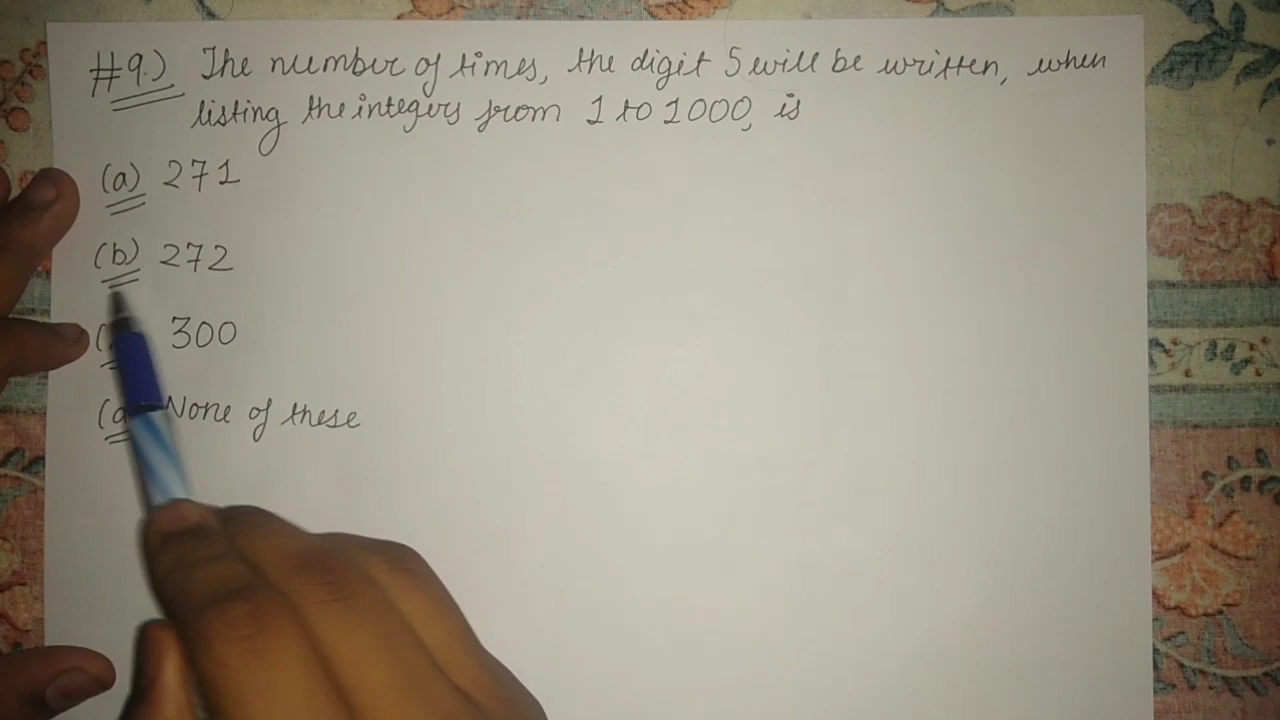 #9.) The number of times, the digit 5 will be written, when
listing the integers from 1 to 1000, is
(a) 271
(b) 272
( 300
(d None of these